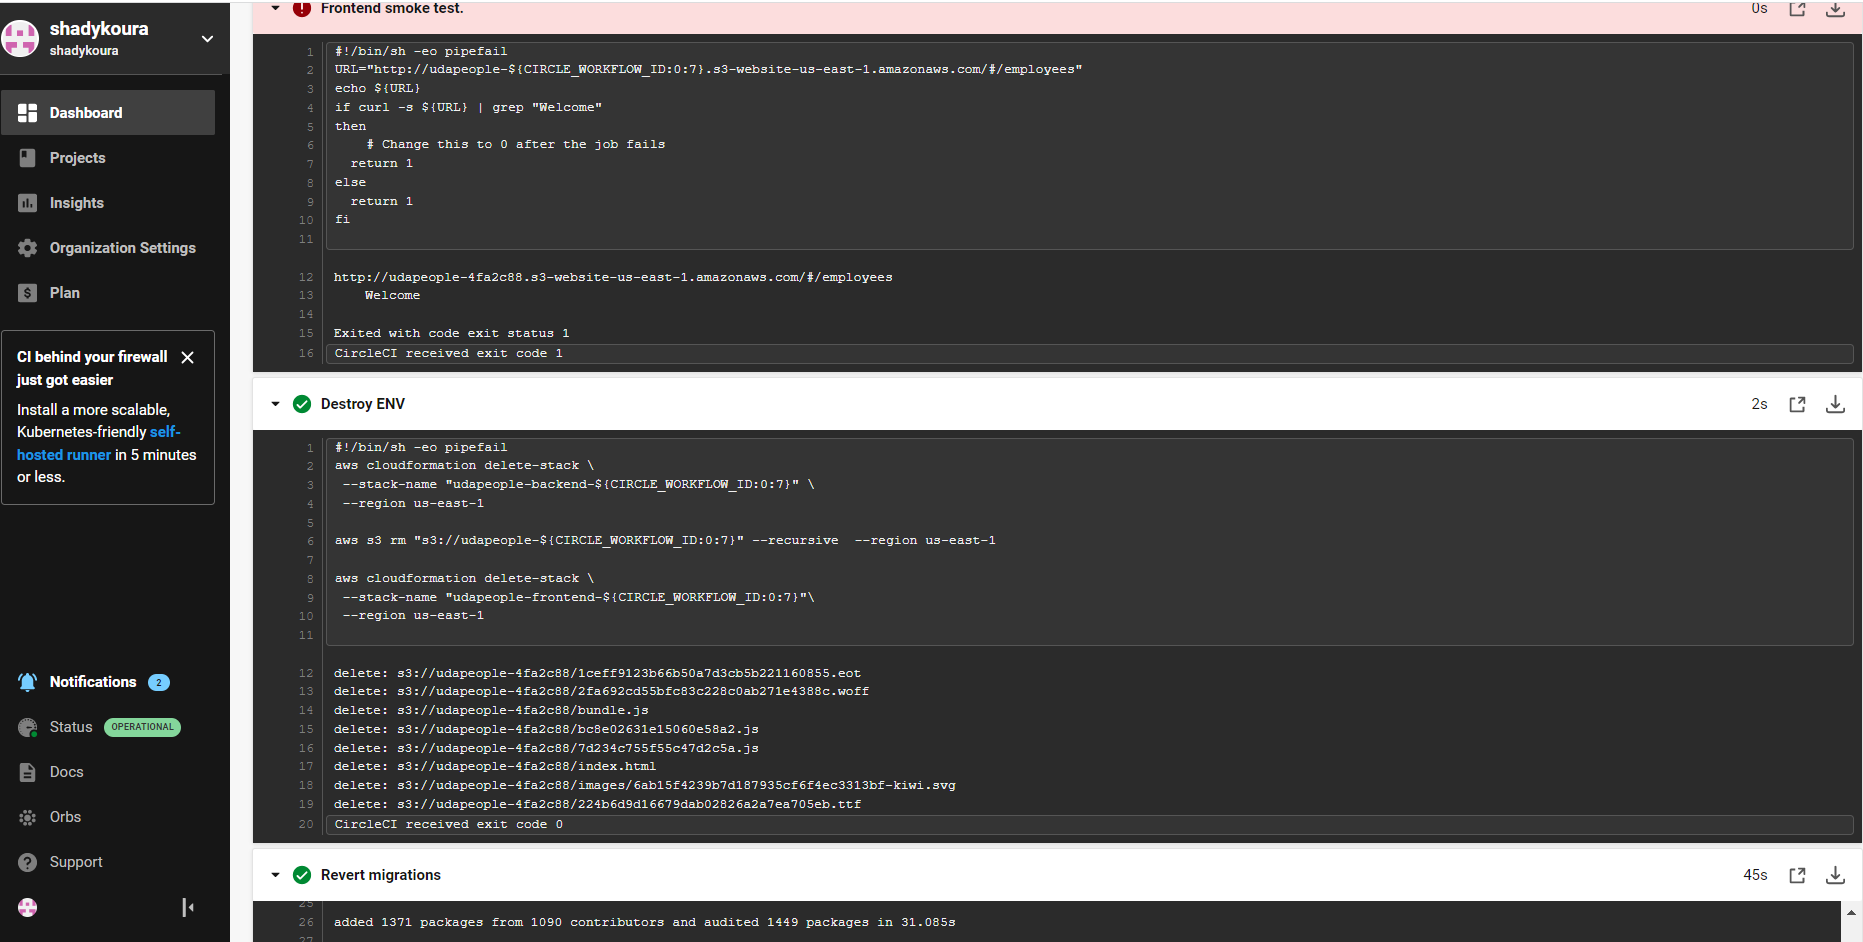 shadykoura
shadykoura
Dashboard
Projects
Insights
Organization Settings
Plan
CI behind your firewall
just got easier
Install a more scalable,
Kubernetes-friendly self-
hosted runner in 5 minutes
or less.
Notifications 2
Status OPERATIONAL
Docs
Orbs
Support
Frontend smoke test. 0s
1 #!/bin/sh -eo pipefail
2 URL="http://udapeople-${CIRCLE_WORKFLOW_ID:0:7}.s3-website-us-east-1.amazonaws.com/#/employees"
3 echo ${URL}
4 if curl -s ${URL} | grep "Welcome"
5 then
6 # Change this to 0 after the job fails
7 return 1
8 else
9 return 1
10 fi
11
12 http://udapeople-4fa2c88.s3-website-us-east-1.amazonaws.com/#/employees
13 Welcome
14
15 Exited with code exit status 1
16 CircleCI received exit code 1
Destroy ENV 2s
1 #!/bin/sh -eo pipefail
2 aws cloudformation delete-stack \
3 --stack-name "udapeople-backend-${CIRCLE_WORKFLOW_ID:0:7}" \
4 --region us-east-1
5
6 aws s3 rm "s3://udapeople-${CIRCLE_WORKFLOW_ID:0:7}" --recursive --region us-east-1
7
8 aws cloudformation delete-stack \
9 --stack-name "udapeople-frontend-${CIRCLE_WORKFLOW_ID:0:7}"\
10 --region us-east-1
11
12 delete: s3://udapeople-4fa2c88/1ceff9123b66b50a7d3cb5b221160855.eot
13 delete: s3://udapeople-4fa2c88/2fa692cd55bfc83c228c0ab271e4388c.woff
14 delete: s3://udapeople-4fa2c88/bundle.js
15 delete: s3://udapeople-4fa2c88/bc8e02631e15060e58a2.js
16 delete: s3://udapeople-4fa2c88/7d234c755f55c47d2c5a.js
17 delete: s3://udapeople-4fa2c88/index.html
18 delete: s3://udapeople-4fa2c88/images/6ab15f4239b7d187935cf6f4ec3313bf-kiwi.svg
19 delete: s3://udapeople-4fa2c88/224b6d9d16679dab02826a2a7ea705eb.ttf
20 CircleCI received exit code 0
Revert migrations 45s
25
26 added 1371 packages from 1090 contributors and audited 1449 packages in 31.085s
27